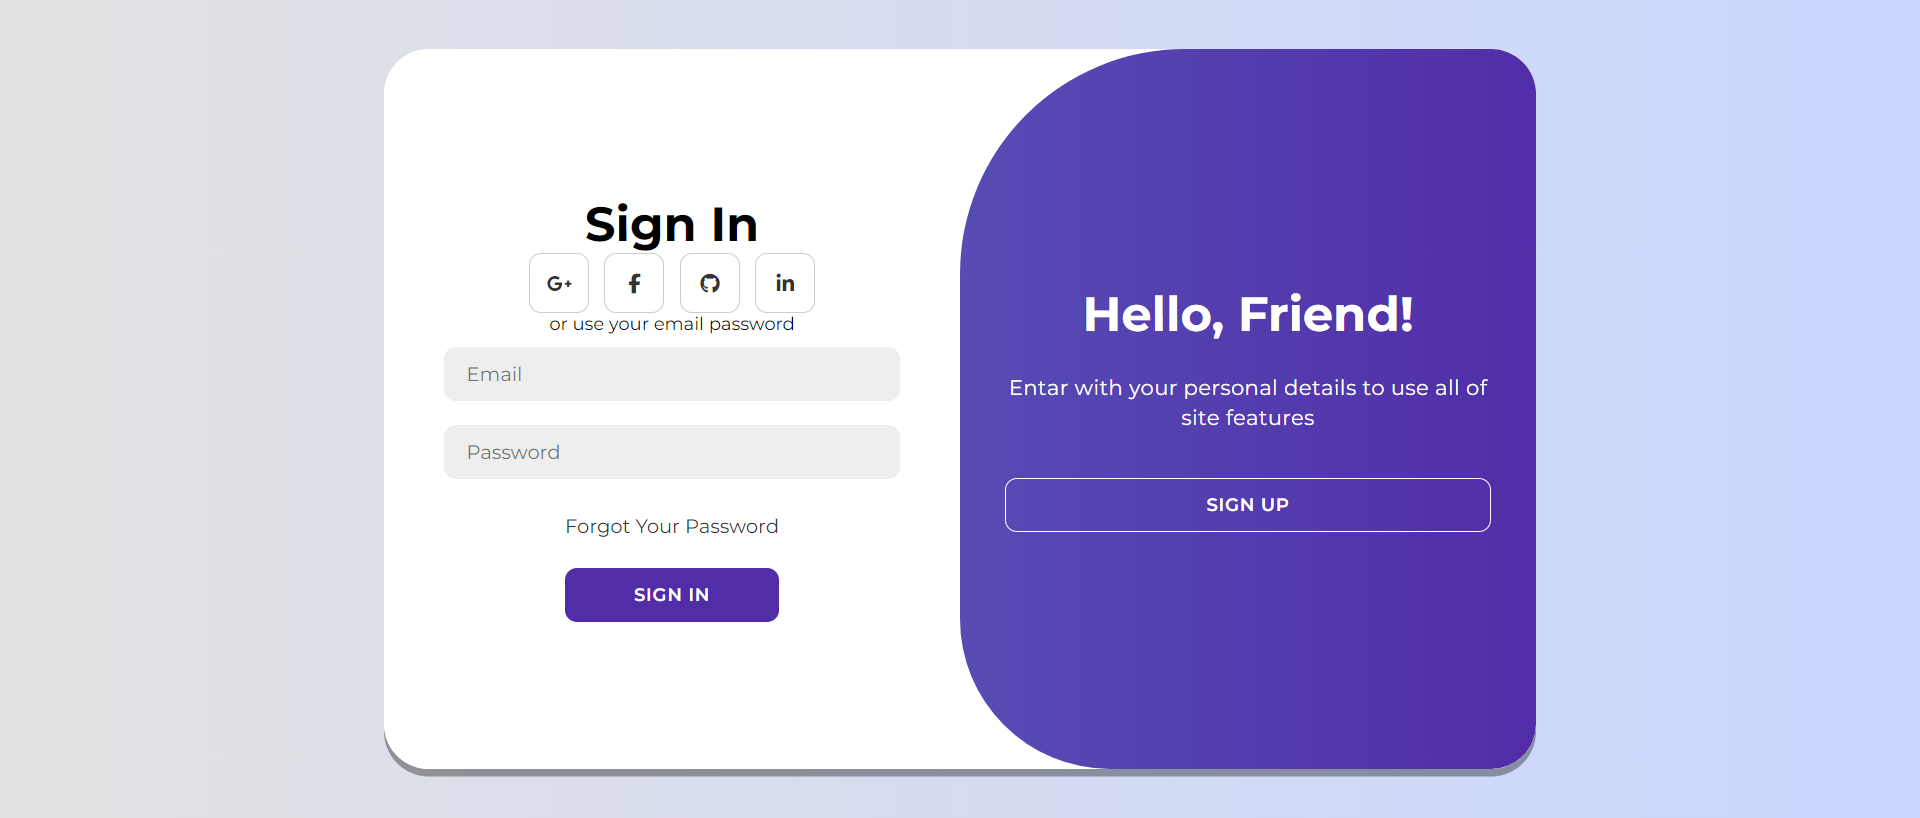 Sign In
G+
f
in
or use your email password
Email
Password
Forgot Your Password
SIGN IN
Hello, Friend!
Entar with your personal details to use all of
site features
SIGN UP